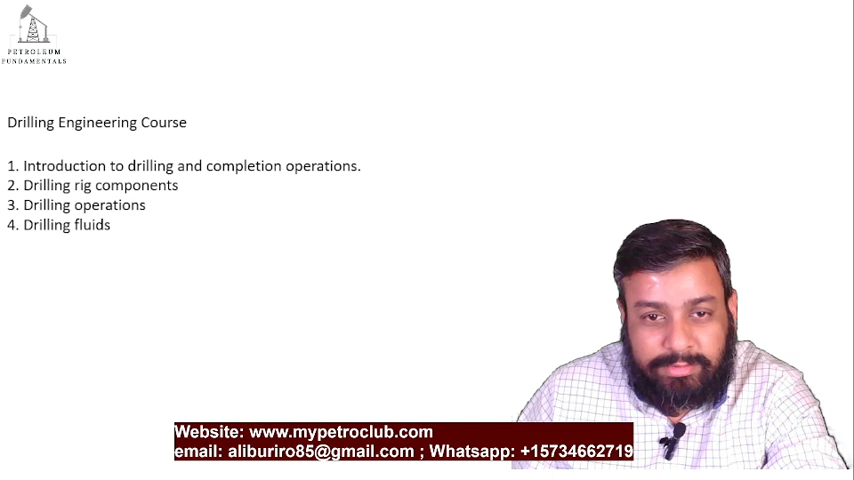 PETROLEUM
FUNDAMENTALS
Drilling Engineering Course
1. Introduction to drilling and completion operations.
2. Drilling rig components
3. Drilling operations
4. Drilling fluids
Website: www.mypetroclub.com
email: aliburiro85@gmail.com ; Whatsapp: +15734662719